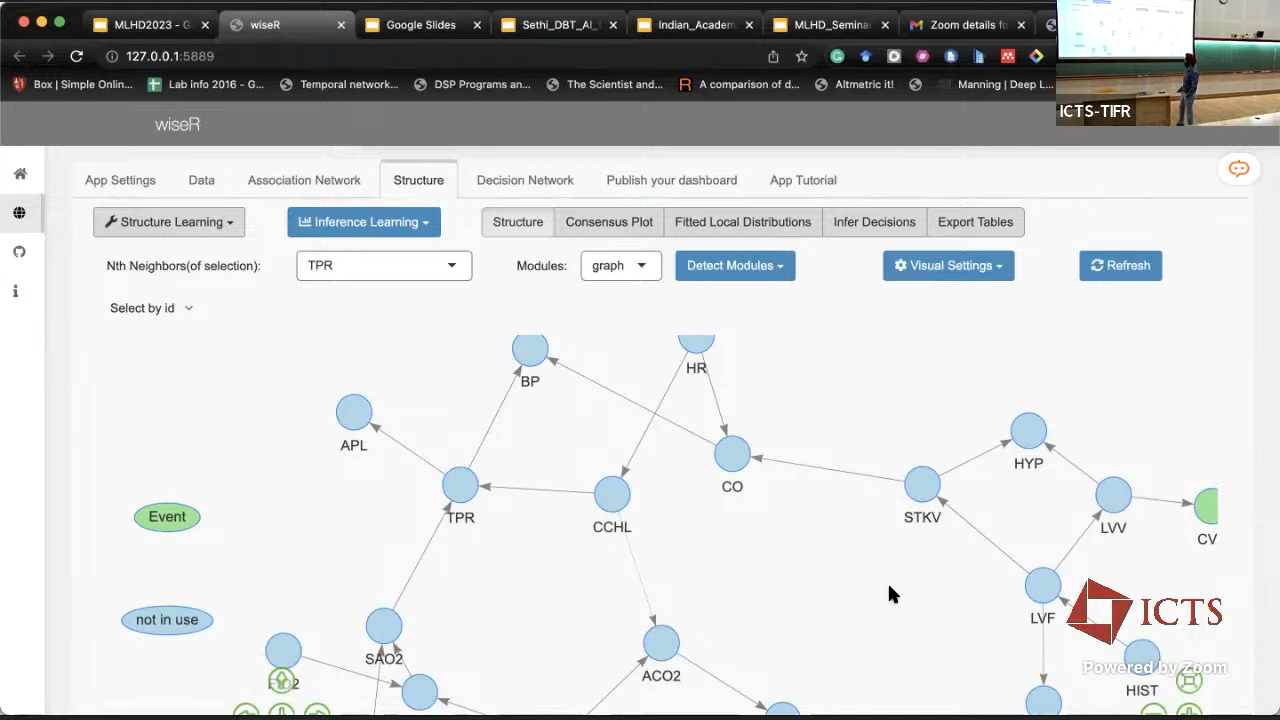 MLHD2023 - G
wiseR
Google Slides
Sethi_DBT_AI_
Indian_Academ
MLHD_Semina
Zoom details fo
127.0.0.1:5889
Box | Simple Onlin...
Lab info 2016 - G...
Temporal network...
DSP Programs an...
The Scientist and...
R A comparison of d...
Altmetric it!
Manning | Deep L...
ICTS-TIFR
wiseR
App Settings
Data
Association Network
Structure
Decision Network
Publish your dashboard
App Tutorial
Structure Learning
Inference Learning
Structure
Consensus Plot
Fitted Local Distributions
Infer Decisions
Export Tables
Nth Neighbors(of selection):
TPR
Modules:
graph
Detect Modules
Visual Settings
Refresh
Select by id
BP
HR
APL
HYP
CO
TPR
CCHL
STKV
LVV
CV
Event
not in use
LVF
SAO2
ACO2
HIST
ICTS
Powered by Zoom